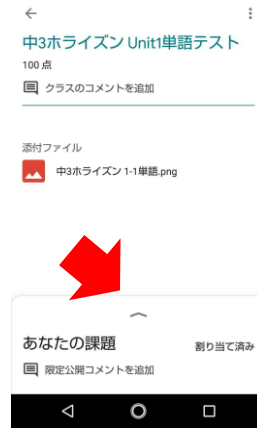 中3ホライズン Unit1単語テスト
100 点
クラスのコメントを追加
添付ファイル
中3ホライズン 1-1単語.png
あなたの課題
割り当て済み
限定公開コメントを追加